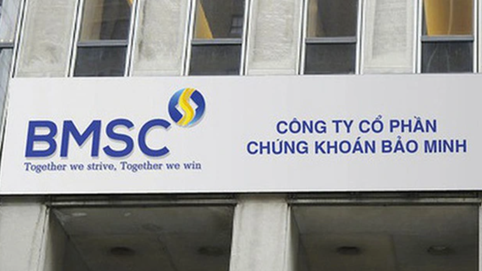 BMSC
Together we strive, Together we win
CÔNG TY CỔ PHẦN
CHỨNG KHOÁN BẢO MINH